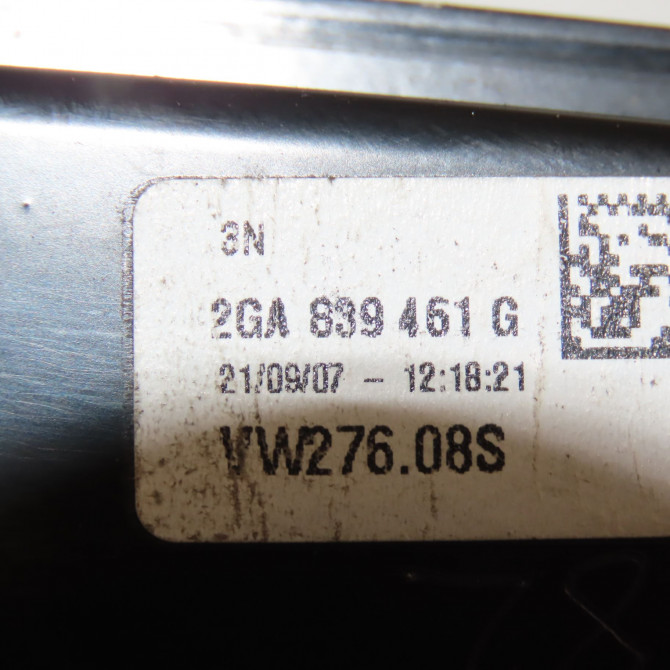 3N
2GA 839 461 G
21/09/07 - 12:18:21
VW276.08S